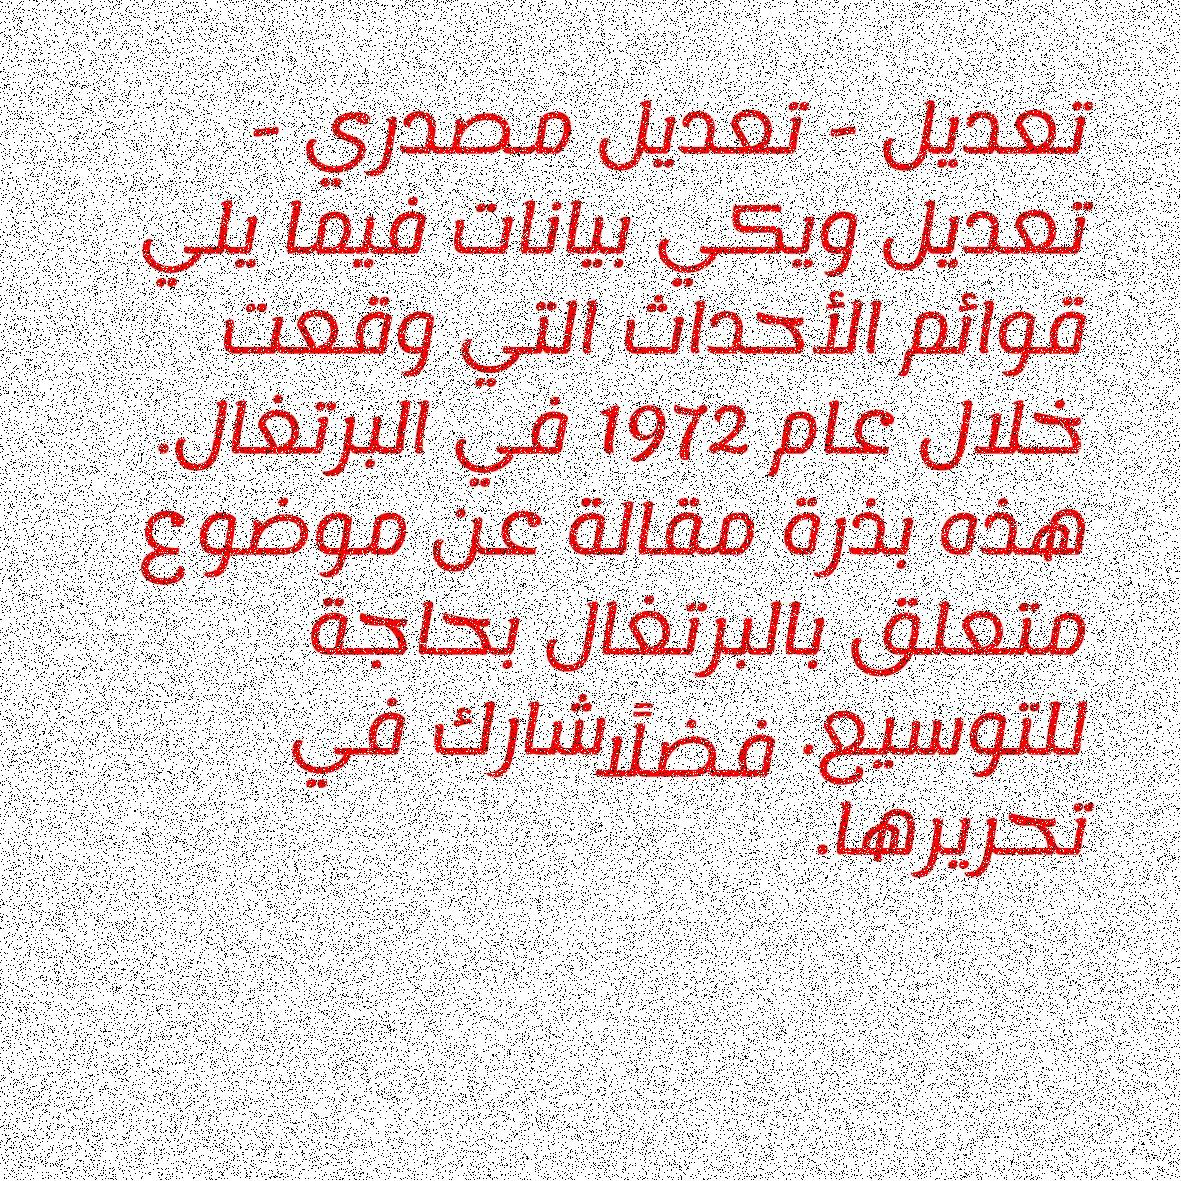 تعديل - تعديل مصدري -
تعديل ويكي بيانات فيما يلي
قوائم الأحداث التي وقعت
خلال عام 1972 في البرتغال.
هذه بذرة مقالة عن موضوع
متعلق بالبرتغال بحاجة
للتوسيع. فضلًا شارك في
تحريرها.